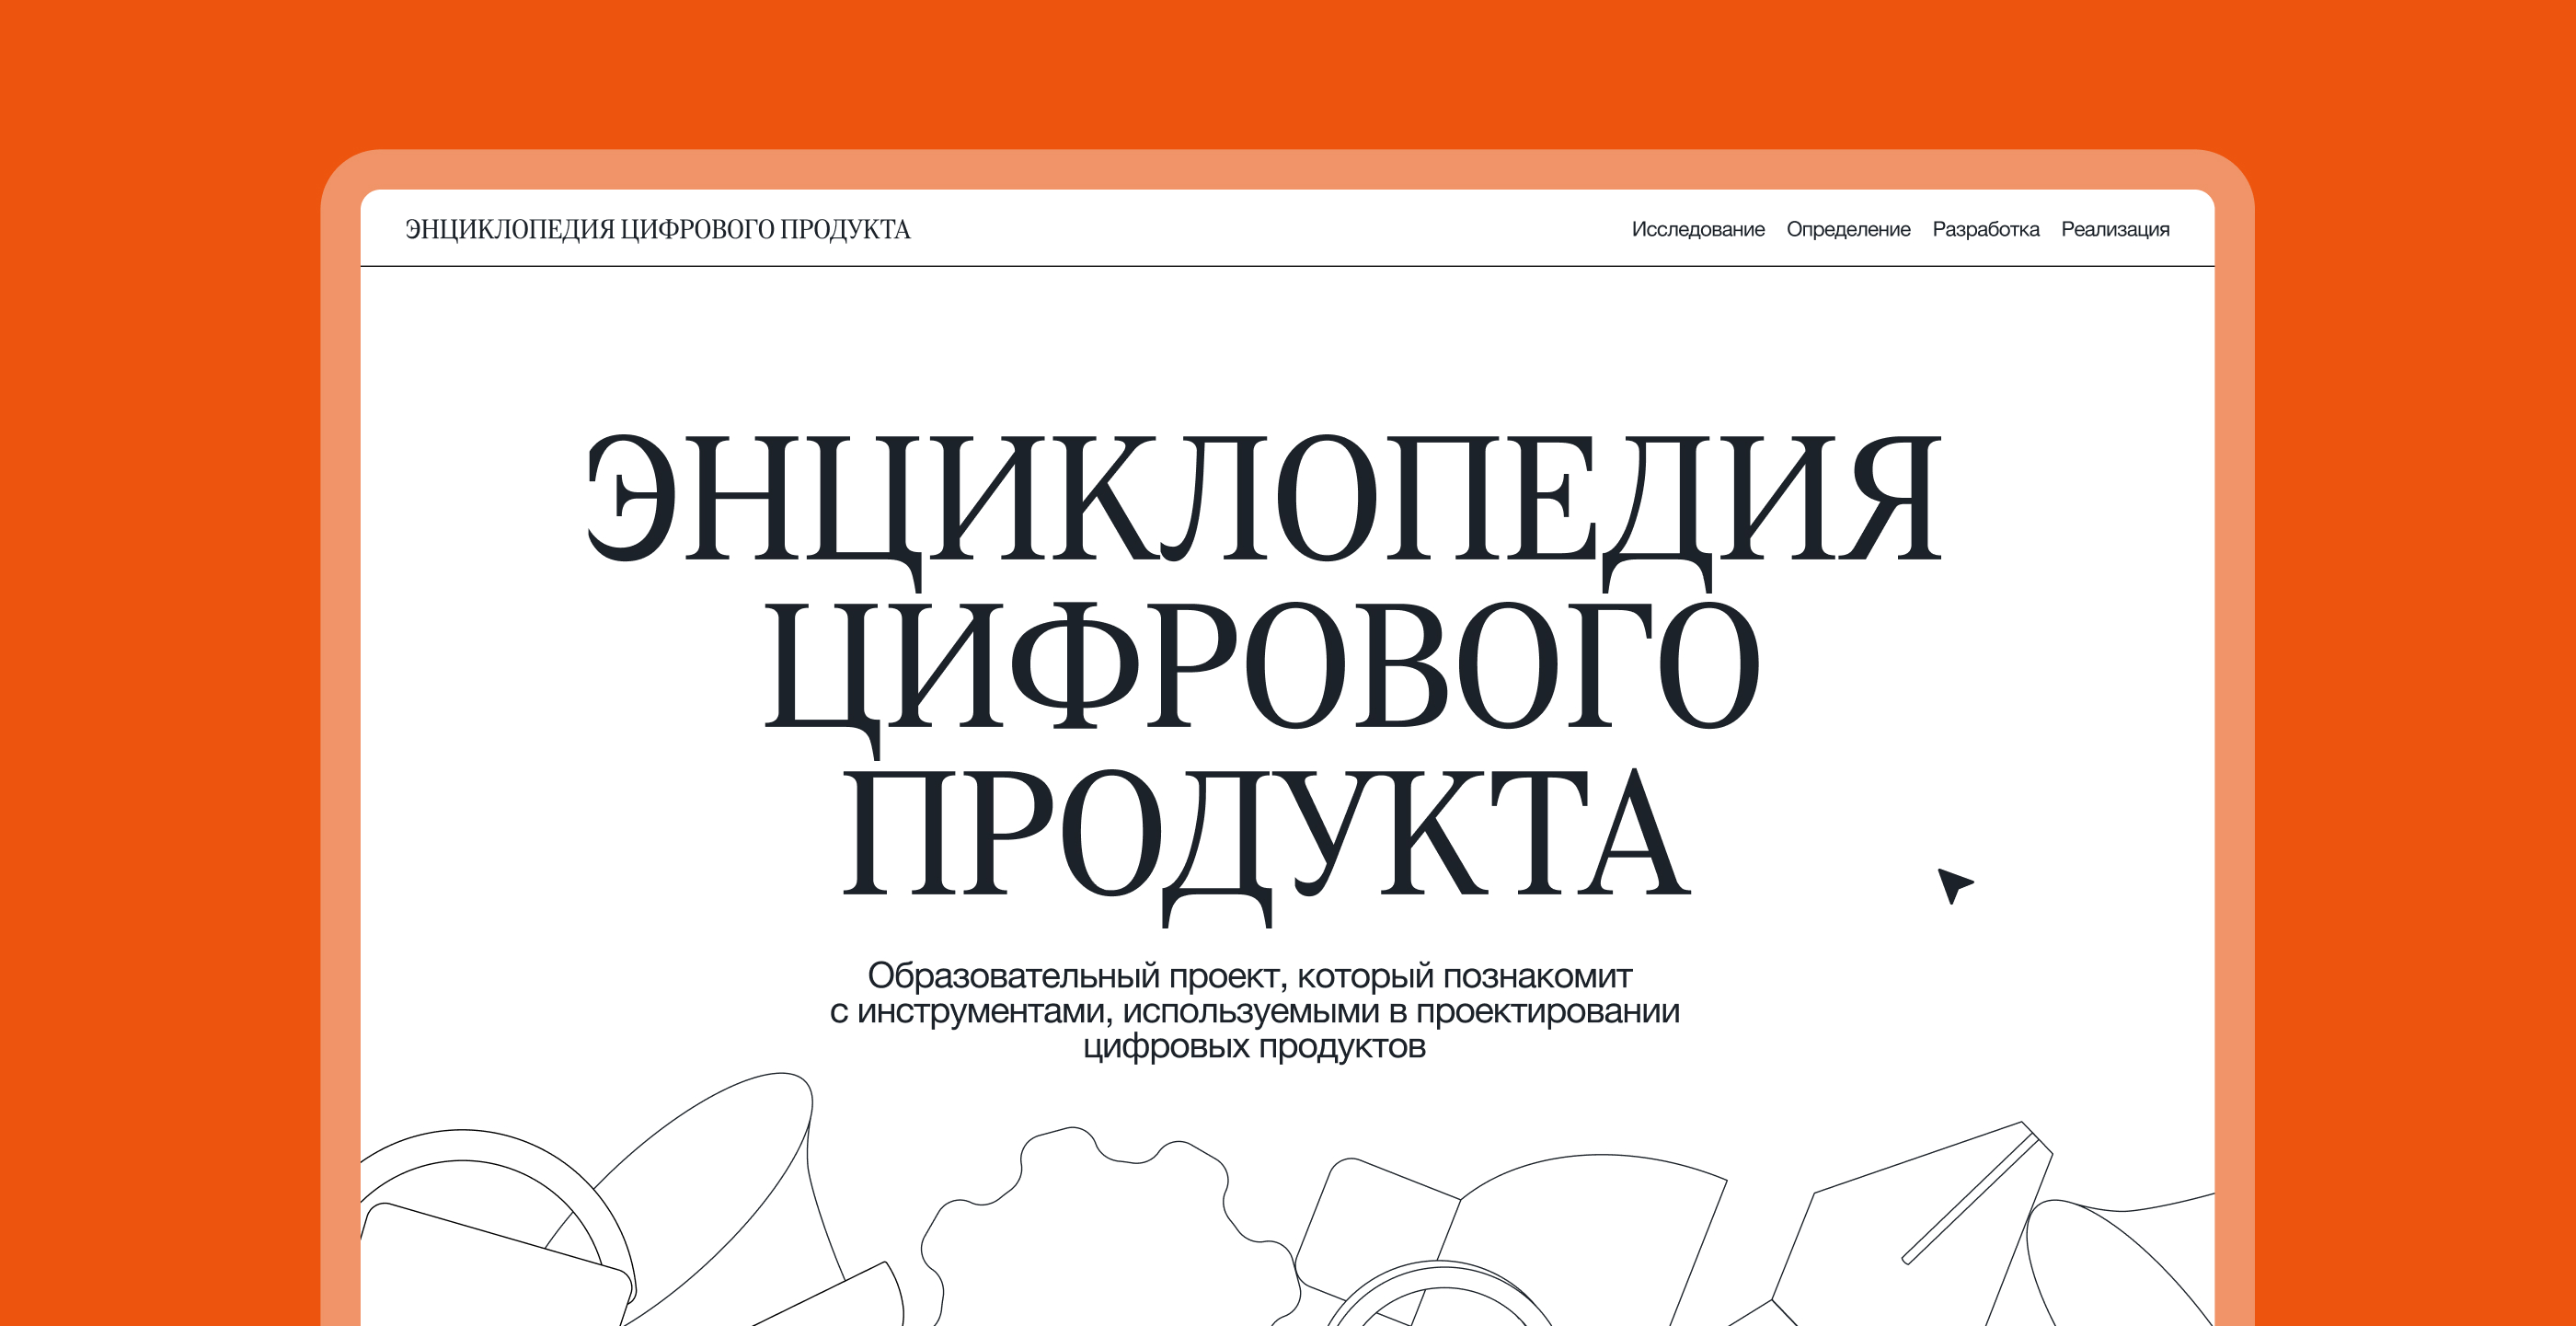 ЭНЦИКЛОПЕДИЯ ЦИФРОВОГО ПРОДУКТА
Исследование Определение Разработка Реализация
ЭНЦИКЛОПЕДИЯ
ЦИФРОВОГО
ПРОДУКТА
Образовательный проект, который познакомит
с инструментами, используемыми в проектировании
цифровых продуктов